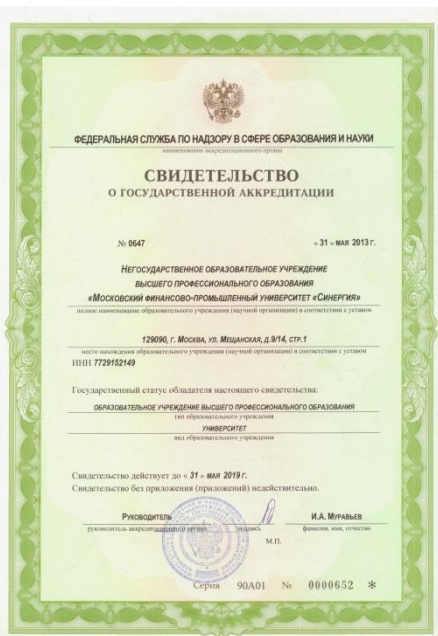 ФЕДЕРАЛЬНАЯ СЛУЖБА ПО НАДЗОРУ В СФЕРЕ ОБРАЗОВАНИЯ И НАУКИ
наименование аккредитационного органа
СВИДЕТЕЛЬСТВО
О ГОСУДАРСТВЕННОЙ АККРЕДИТАЦИИ
№ 0647 « 31 » МАЯ 2013 г.
НЕГОСУДАРСТВЕННОЕ ОБРАЗОВАТЕЛЬНОЕ УЧРЕЖДЕНИЕ
ВЫСШЕГО ПРОФЕССИОНАЛЬНОГО ОБРАЗОВАНИЯ
«МОСКОВСКИЙ ФИНАНСОВО-ПРОМЫШЛЕННЫЙ УНИВЕРСИТЕТ «СИНЕРГИЯ»
полное наименование образовательного учреждения (научной организации) в соответствии с уставом
129090, г. МОСКВА, УЛ. МЕЩАНСКАЯ, Д.9/14, СТР.1
место нахождения образовательного учреждения (научной организации) в соответствии с уставом
ИНН 7729152149
Государственный статус обладателя настоящего свидетельства:
ОБРАЗОВАТЕЛЬНОЕ УЧРЕЖДЕНИЕ ВЫСШЕГО ПРОФЕССИОНАЛЬНОГО ОБРАЗОВАНИЯ
тип образовательного учреждения
УНИВЕРСИТЕТ
вид образовательного учреждения
Свидетельство действует до « 31 » МАЯ 2019 г.
Свидетельство без приложения (приложений) недействительно.
РУКОВОДИТЕЛЬ И.А. МУРАВЬЕВ
руководитель аккредитационного органа подпись фамилия, имя, отчество
М.П.
Серия 90А01 № 0000652 *